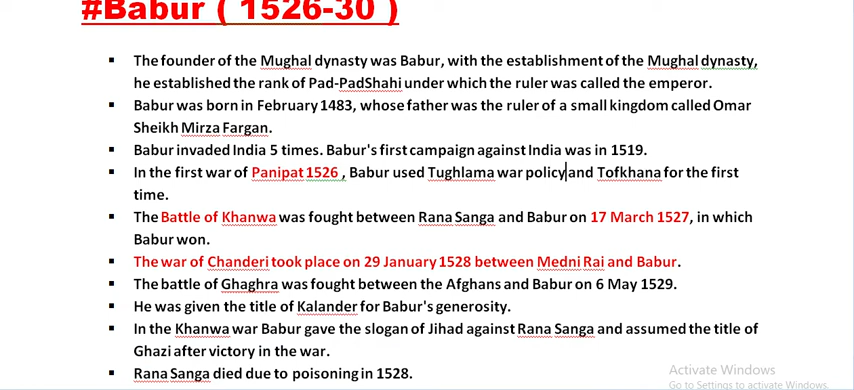 #Babur ( 1526-30 )
▪ The founder of the Mughal dynasty was Babur, with the establishment of the Mughal dynasty,
he established the rank of Pad-PadShahi under which the ruler was called the emperor.
▪ Babur was born in February 1483, whose father was the ruler of a small kingdom called Omar
Sheikh Mirza Fargan.
▪ Babur invaded India 5 times. Babur's first campaign against India was in 1519.
▪ In the first war of Panipat 1526 , Babur used Tughlama war policy and Tofkhana for the first
time.
▪ The Battle of Khanwa was fought between Rana Sanga and Babur on 17 March 1527, in which
Babur won.
▪ The war of Chanderi took place on 29 January 1528 between Medni Rai and Babur.
▪ The battle of Ghaghra was fought between the Afghans and Babur on 6 May 1529.
▪ He was given the title of Kalander for Babur's generosity.
▪ In the Khanwa war Babur gave the slogan of Jihad against Rana Sanga and assumed the title of
Ghazi after victory in the war.
▪ Rana Sanga died due to poisoning in 1528.
Activate Windows
Go to Settings to activate Windows.